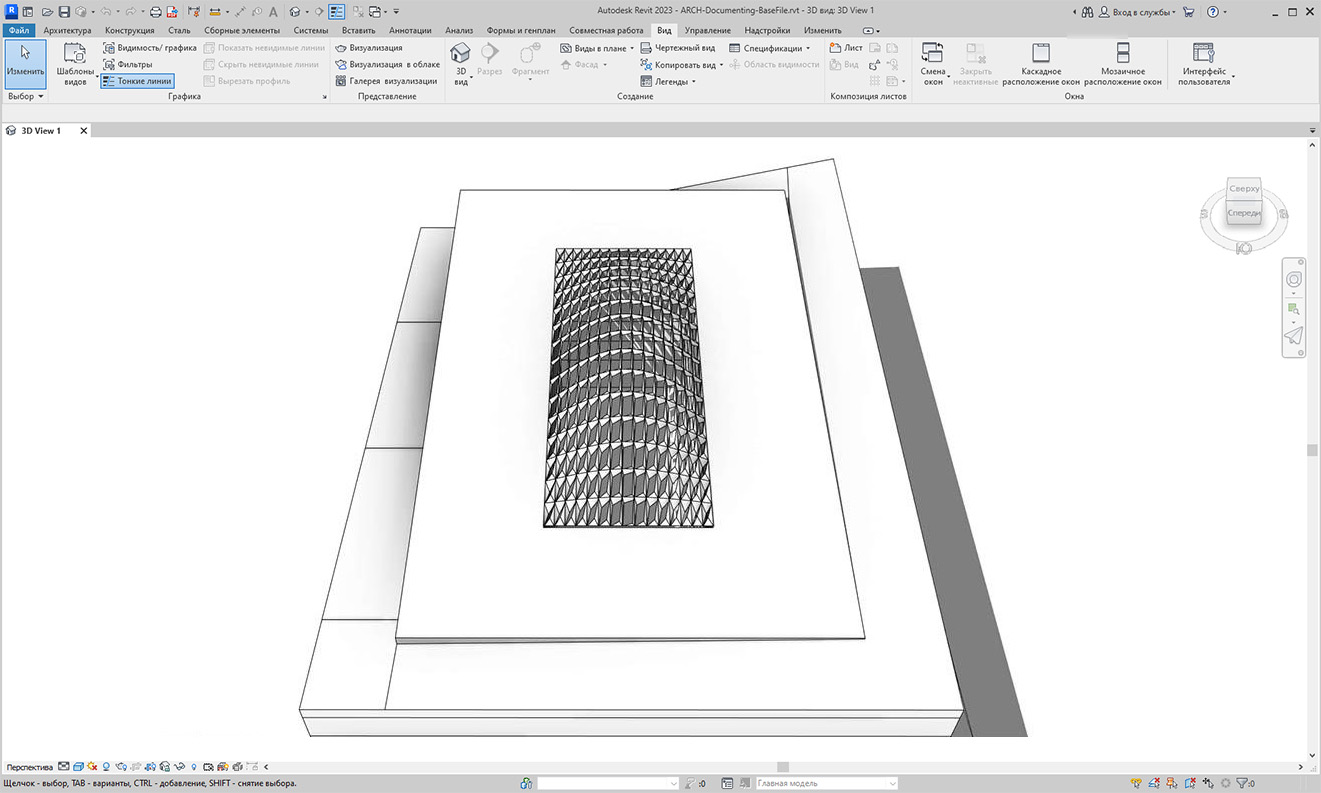 Autodesk Revit 2023 - ARCH-Documenting-BaseFile.rvt - 3D вид: 3D View 1
Вход в службы
Файл Архитектура Конструкция Сталь Сборные элементы Системы Вставить Аннотации Анализ Формы и генплан Совместная работа Вид Управление Надстройки Изменить
Изменить
Выбор
Шаблоны видов
Видимость/ графика
Фильтры
Тонкие линии
Показать невидимые линии
Скрыть невидимые линии
Вырезать профиль
Графика
Визуализация
Визуализация в облаке
Галерея визуализации
Представление
3D вид
Разрез
Фрагмент
Виды в плане
Фасад
Чертежный вид
Копировать вид
Легенды
Спецификации
Область видимости
Создание
Лист
Вид
Композиция листов
Смена окон
Закрыть неактивные
Каскадное расположение окон
Мозаичное расположение окон
Окна
Интерфейс пользователя
3D View 1
Сверху
Спереди
Ю
Перспектива
Щелчок - выбор, TAB - варианты, CTRL - добавление, SHIFT - снятие выбора.
:0
Главная модель
:0